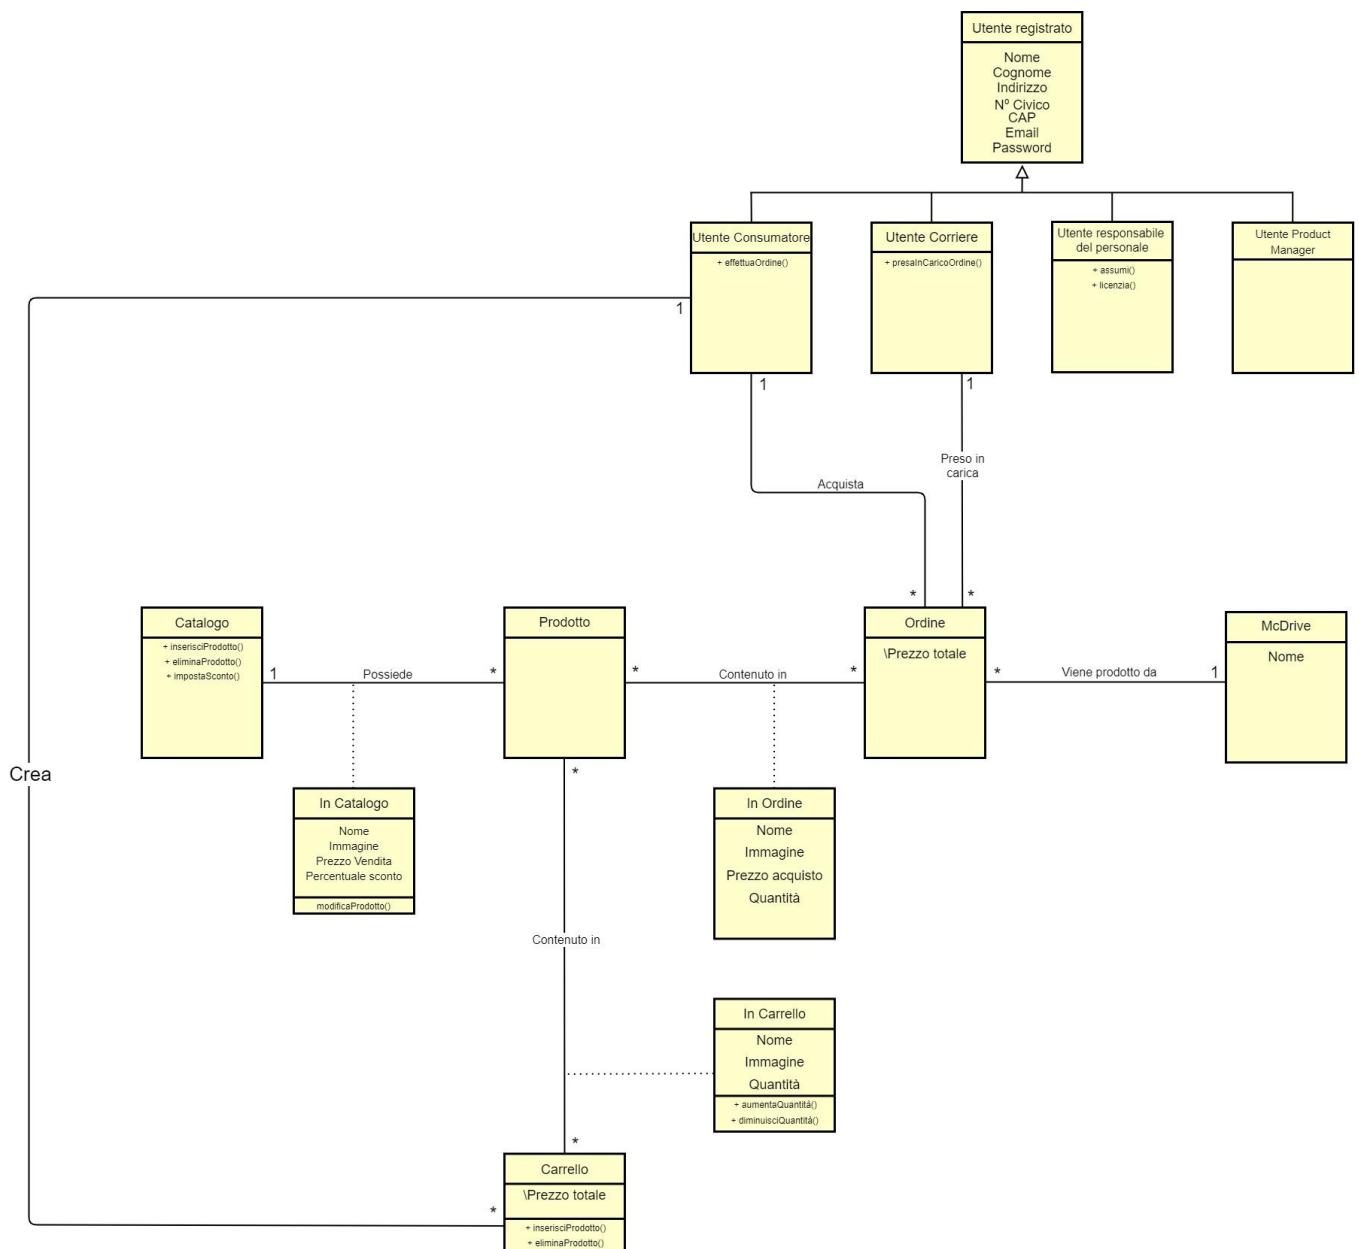 Utente registrato
Nome
Cognome
Indirizzo
Nº Civico
CAP
Email
Password
Utente Consumatore
+ effettuaOrdine()
Utente Corriere
+ presaInCaricoOrdine()
Utente responsabile
del personale
+ assumi()
+ licenzia()
Utente Product
Manager
1
1
1
Preso in
carica
Acquista
*
*
Catalogo
+ inserisciProdotto()
+ eliminaProdotto()
+ impostaSconto()
1
Possiede
*
Prodotto
*
Contenuto in
*
Ordine
\Prezzo totale
*
Viene prodotto da
1
McDrive
Nome
Crea
*
In Catalogo
Nome
Immagine
Prezzo Vendita
Percentuale sconto
modificaProdotto()
In Ordine
Nome
Immagine
Prezzo acquisto
Quantità
Contenuto in
In Carrello
Nome
Immagine
Quantità
+ aumentaQuantità()
+ diminuisciQuantità()
*
Carrello
\Prezzo totale
*
+ inserisciProdotto()
+ eliminaProdotto()